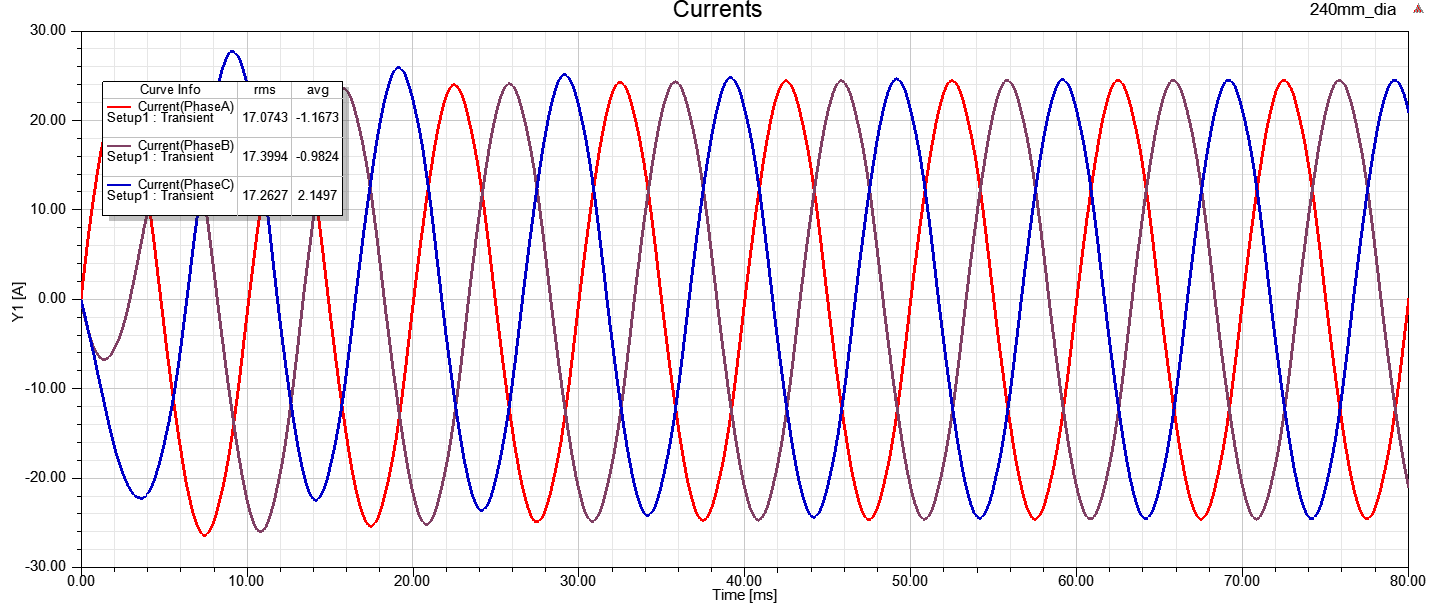 Currents
240mm_dia
30.00
20.00
10.00
0.00
-10.00
-20.00
-30.00
Y1 [A]
Curve Info rms avg
Current(PhaseA)
Setup1 : Transient 17.0743 -1.1673
Current(PhaseB)
Setup1 : Transient 17.3994 -0.9824
Current(PhaseC)
Setup1 : Transient 17.2627 2.1497
0.00 10.00 20.00 30.00 40.00 50.00 60.00 70.00 80.00
Time [ms]